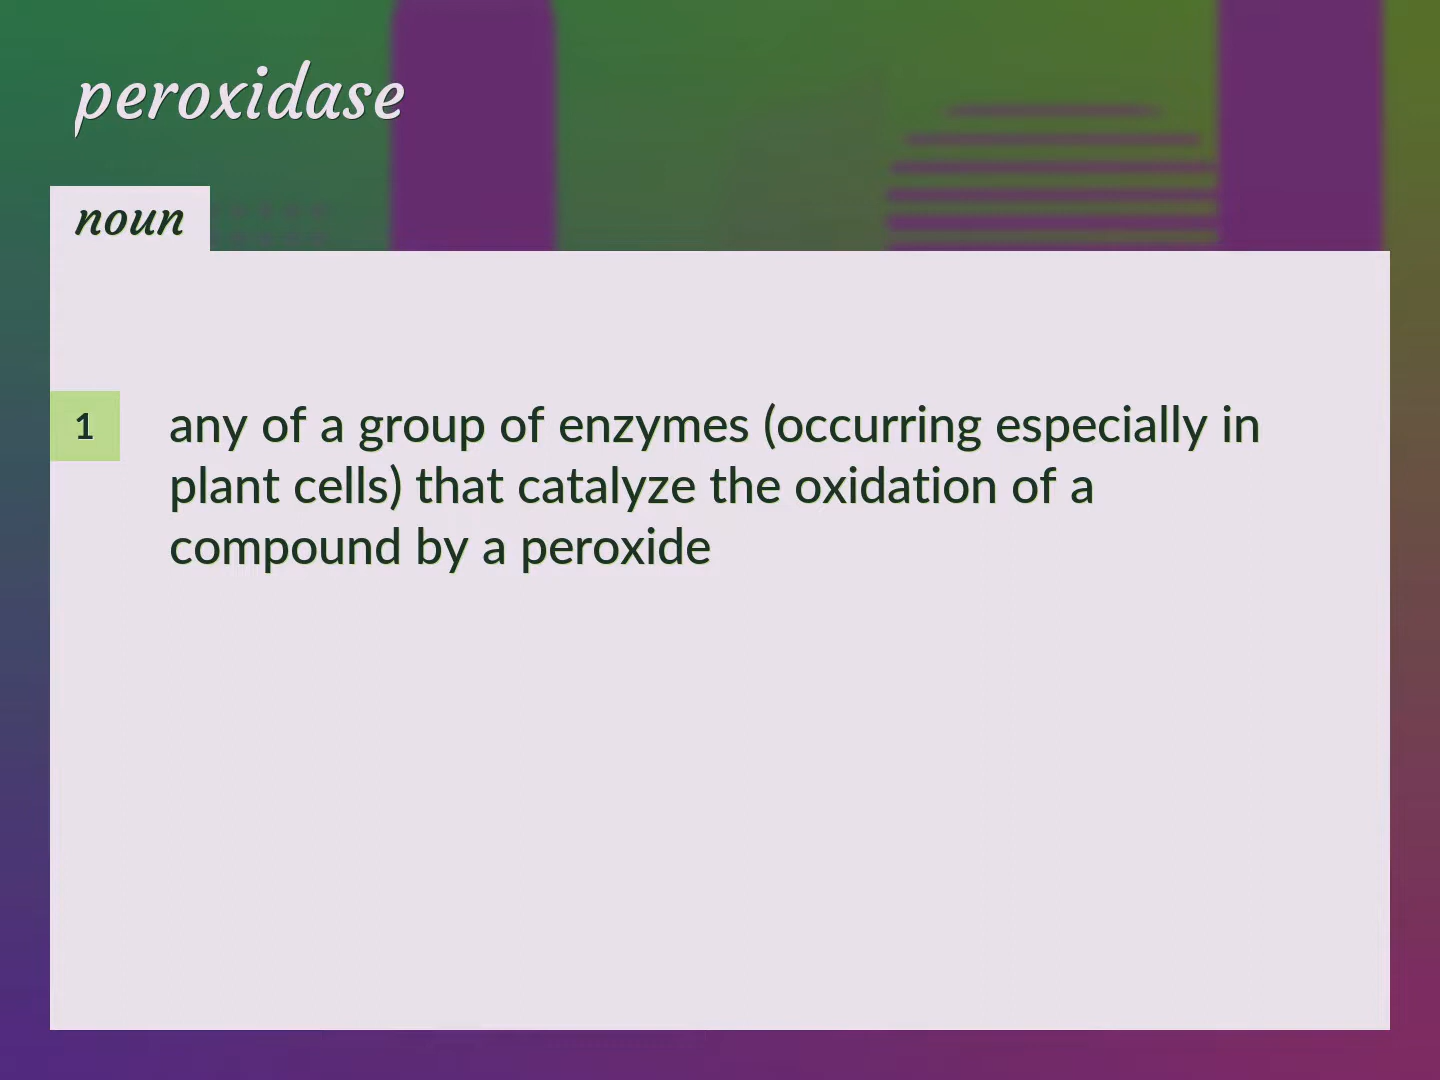 peroxidase
noun
1
any of a group of enzymes (occurring especially in
plant cells) that catalyze the oxidation of a
compound by a peroxide